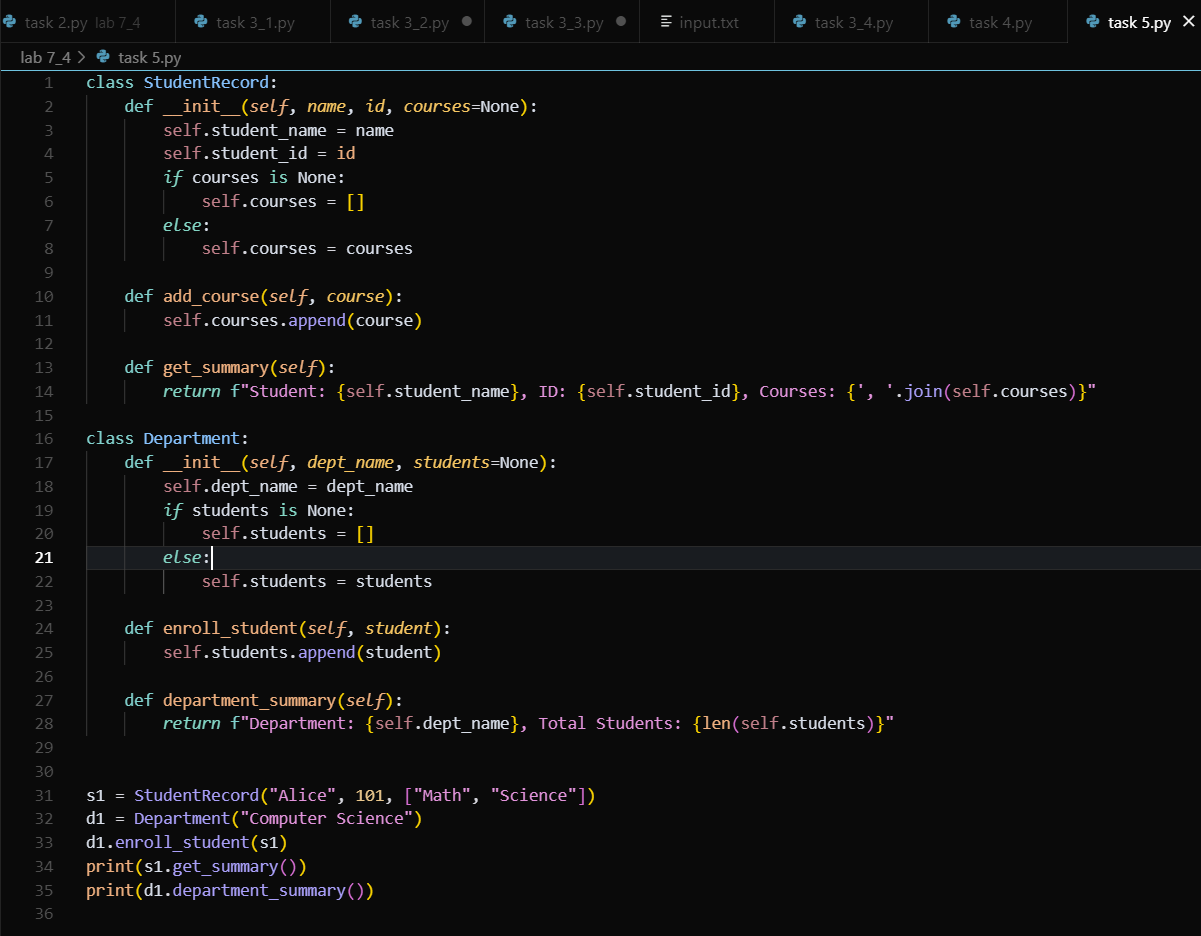 task 2.py lab 7_4 task 3_1.py task 3_2.py task 3_3.py input.txt task 3_4.py task 4.py task 5.py
lab 7_4 > task 5.py
1 class StudentRecord:
2     def __init__(self, name, id, courses=None):
3         self.student_name = name
4         self.student_id = id
5         if courses is None:
6             self.courses = []
7         else:
8             self.courses = courses
9
10     def add_course(self, course):
11         self.courses.append(course)
12
13     def get_summary(self):
14         return f"Student: {self.student_name}, ID: {self.student_id}, Courses: {', '.join(self.courses)}"
15
16 class Department:
17     def __init__(self, dept_name, students=None):
18         self.dept_name = dept_name
19         if students is None:
20             self.students = []
21         else:
22             self.students = students
23
24     def enroll_student(self, student):
25         self.students.append(student)
26
27     def department_summary(self):
28         return f"Department: {self.dept_name}, Total Students: {len(self.students)}"
29
30
31 s1 = StudentRecord("Alice", 101, ["Math", "Science"])
32 d1 = Department("Computer Science")
33 d1.enroll_student(s1)
34 print(s1.get_summary())
35 print(d1.department_summary())
36